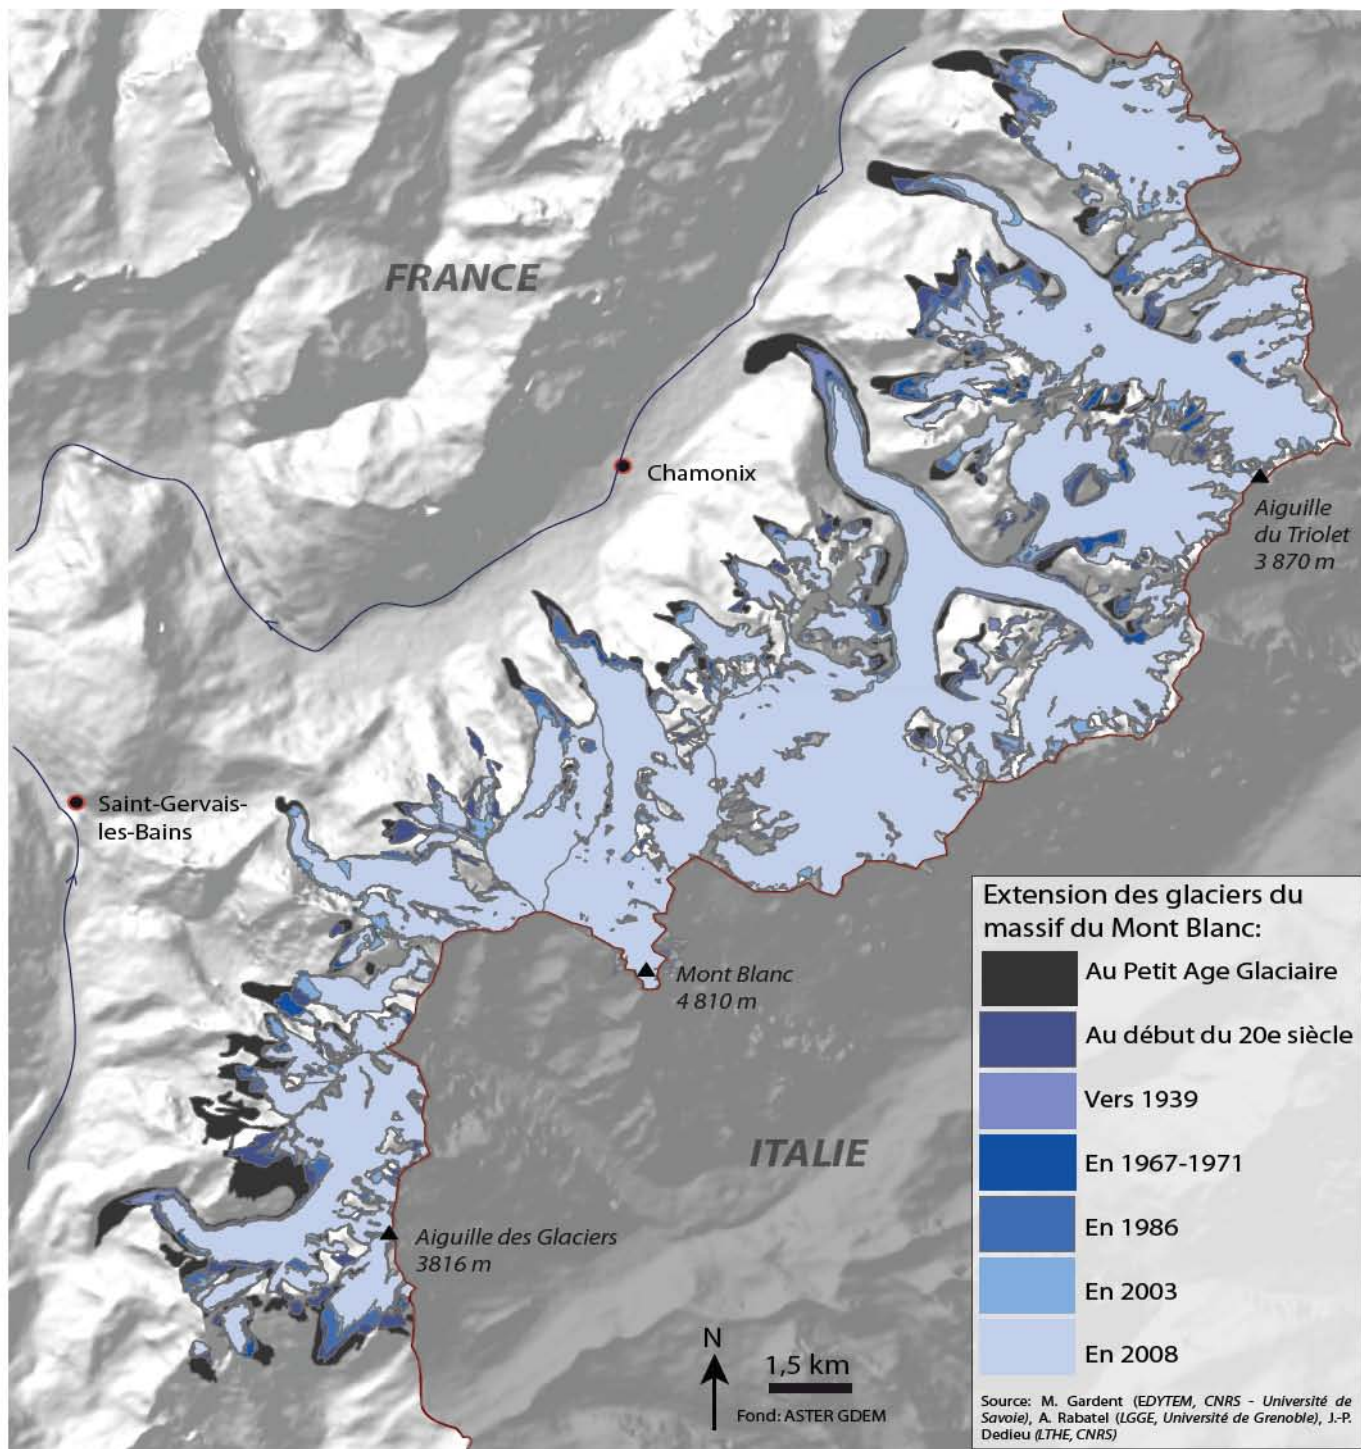 FRANCE
Chamonix
Aiguille
du Triolet
3 870 m
Saint-Gervais-
les-Bains
Mont Blanc
4 810 m
ITALIE
Aiguille des Glaciers
3816 m
N
1,5 km
Fond: ASTER GDEM
Extension des glaciers du
massif du Mont Blanc:
Au Petit Age Glaciaire
Au début du 20e siècle
Vers 1939
En 1967-1971
En 1986
En 2003
En 2008
Source: M. Gardent (EDYTEM, CNRS - Université de
Savoie), A. Rabatel (LGGE, Université de Grenoble), J.-P.
Dedieu (LTHE, CNRS)